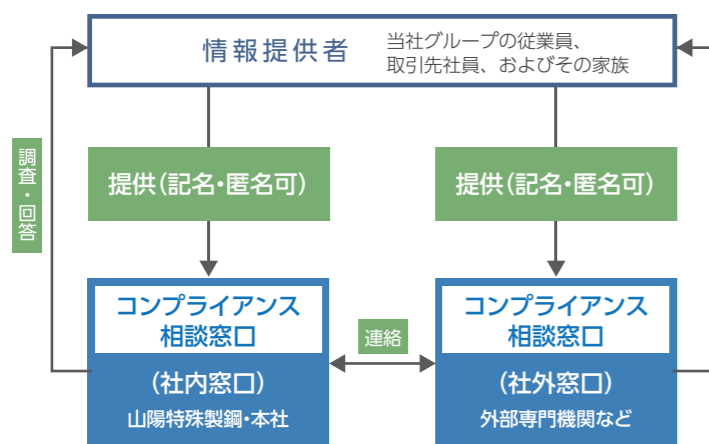 情報提供者
当社グループの従業員、
取引先社員、およびその家族
調査・回答
提供（記名・匿名可）
提供（記名・匿名可）
コンプライアンス
相談窓口
（社内窓口）
山陽特殊製鋼・本社
連絡
コンプライアンス
相談窓口
（社外窓口）
外部専門機関など